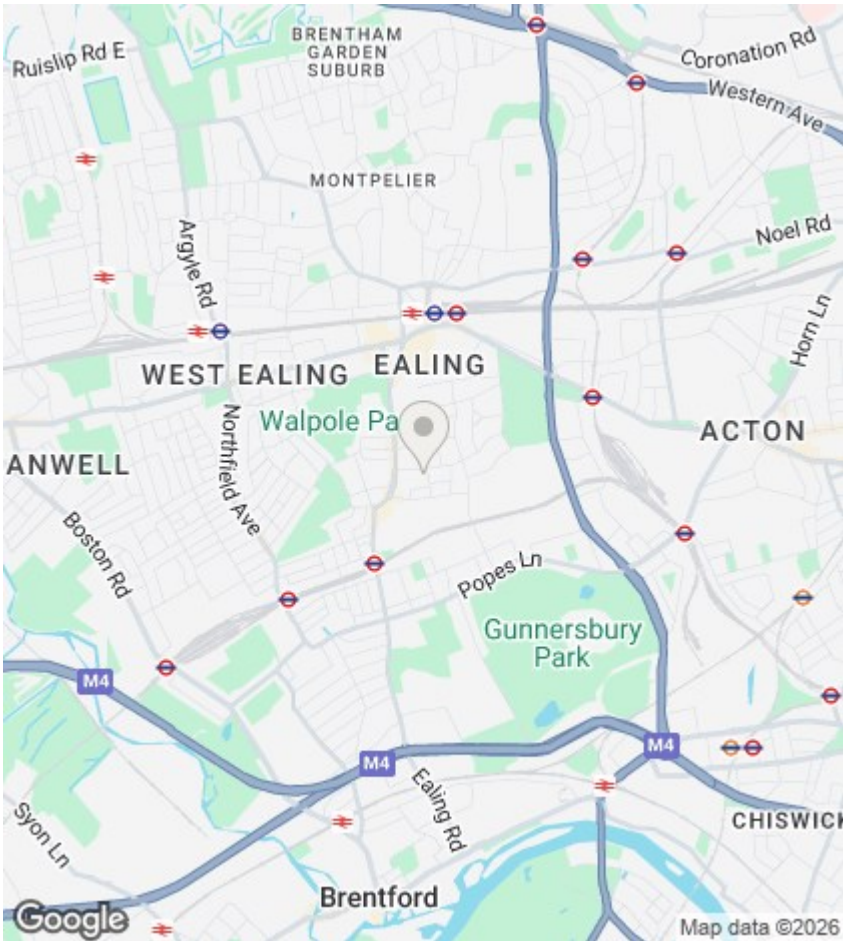 BRENTHAM
GARDEN
SUBURB
Ruislip Rd E
Coronation Rd
Western Ave
MONTPELIER
Argyle Rd
Noel Rd
Horn Ln
WEST EALING
EALING
Walpole Pa
ACTON
ANWELL
Northfield Ave
Boston Rd
Popes Ln
Gunnersbury
Park
M4
M4
M4
Ealing Rd
Syon Ln
CHISWICK
Brentford
Google
Map data ©2026